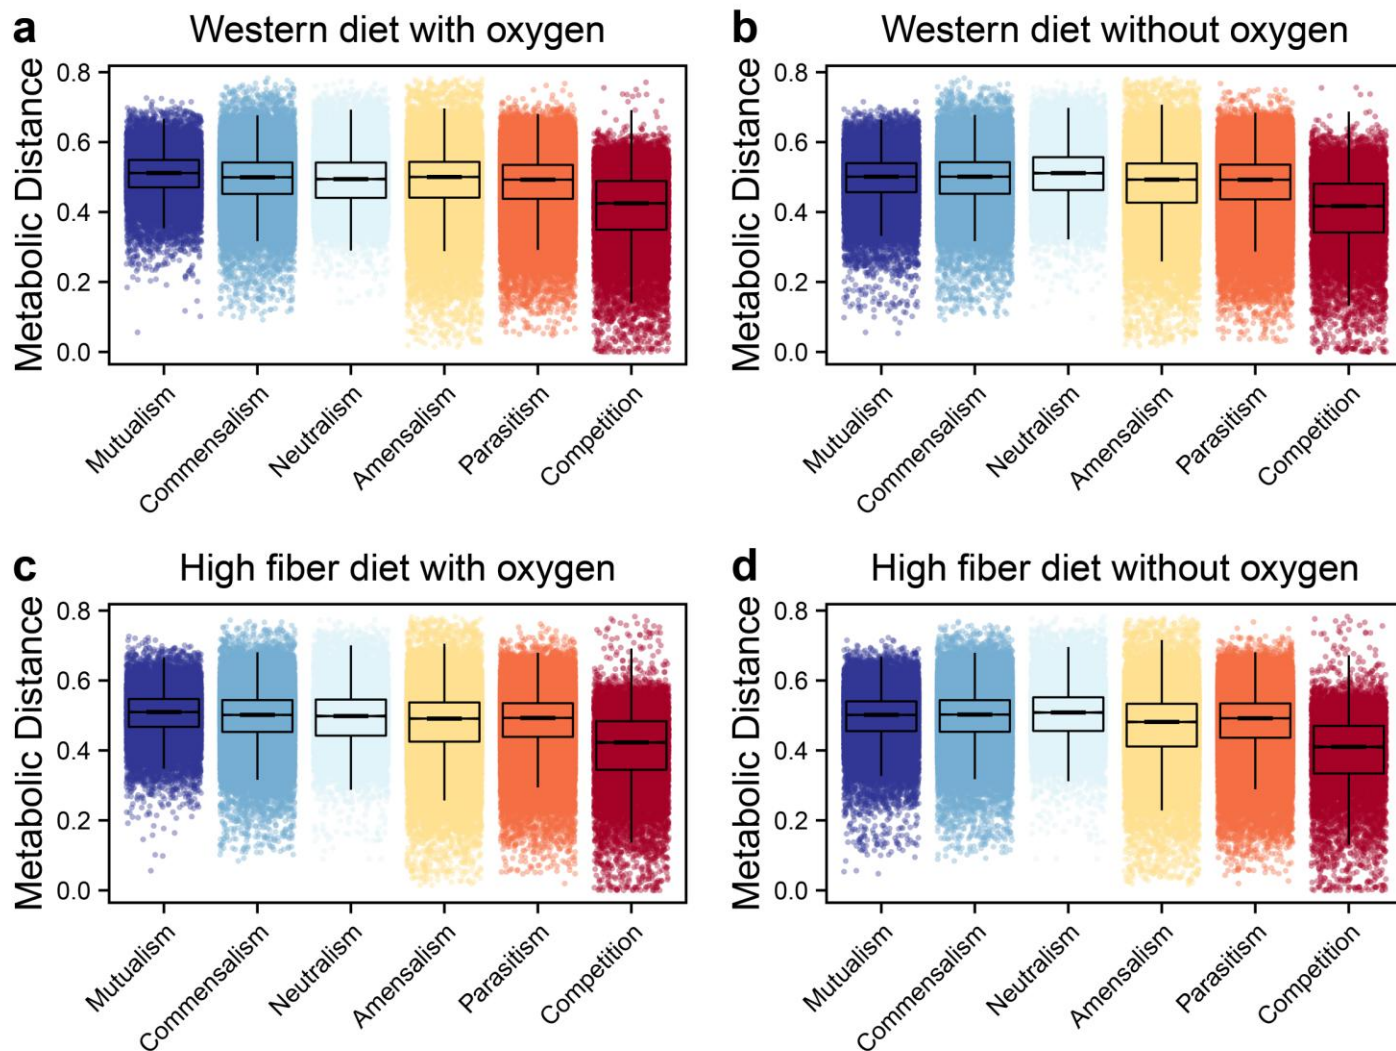 a Western diet with oxygen
Metabolic Distance
0.8
0.6
0.4
0.2
0.0
Mutualism
Commensalism
Neutralism
Amensalism
Parasitism
Competition
b Western diet without oxygen
Metabolic Distance
0.8
0.6
0.4
0.2
0.0
Mutualism
Commensalism
Neutralism
Amensalism
Parasitism
Competition
c High fiber diet with oxygen
Metabolic Distance
0.8
0.6
0.4
0.2
0.0
Mutualism
Commensalism
Neutralism
Amensalism
Parasitism
Competition
d High fiber diet without oxygen
Metabolic Distance
0.8
0.6
0.4
0.2
0.0
Mutualism
Commensalism
Neutralism
Amensalism
Parasitism
Competition